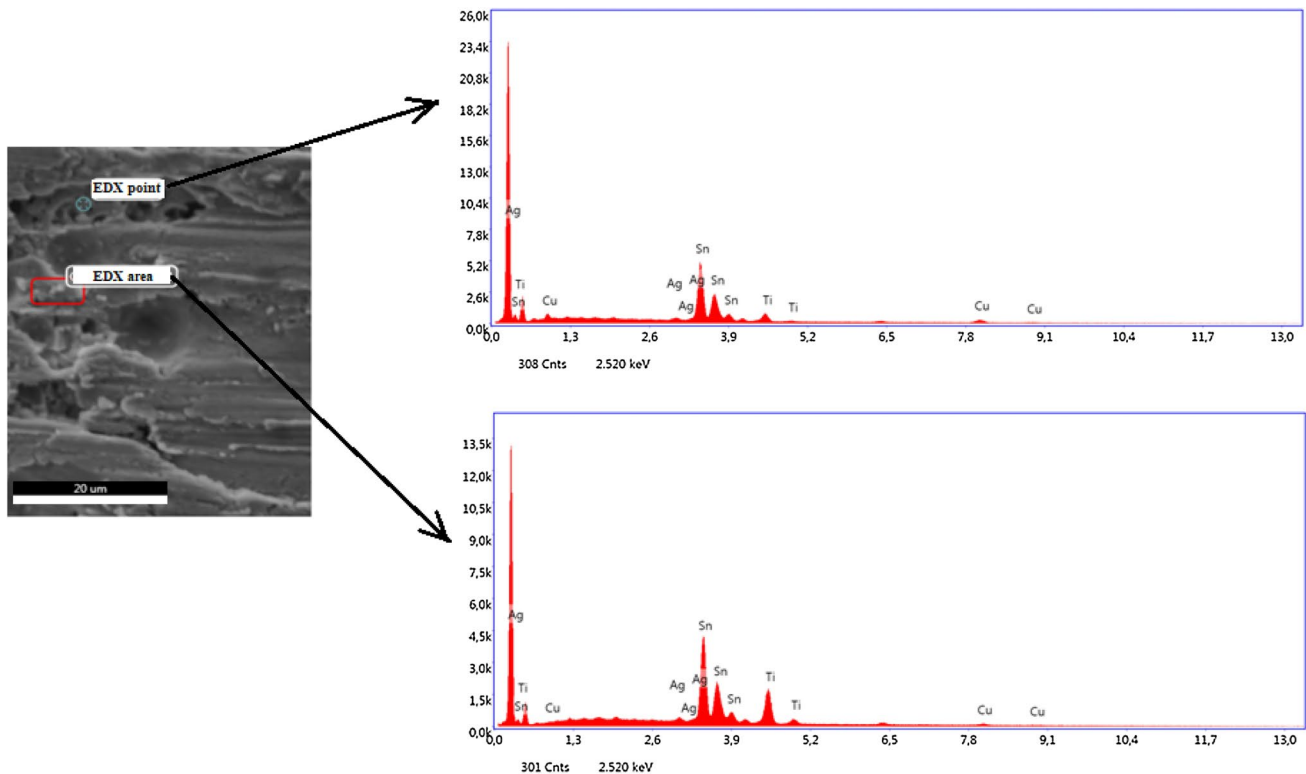 EDX point
EDX area
20 um
26,0k
23,4k
20,8k
18,2k
15,6k
13,0k
10,4k
7,8k
5,2k
2,6k
0,0k
Ag
Sn
Ti
Cu
Ag
Ag
Ag
Sn
Sn
Sn
Ti
Ti
Cu
Cu
0,0 1,3 2,6 3,9 5,2 6,5 7,8 9,1 10,4 11,7 13,0
308 Cnts 2.520 keV
13,5k
12,0k
10,5k
9,0k
7,5k
6,0k
4,5k
3,0k
1,5k
0,0k
Ag
Sn
Ti
Cu
Ag
Ag
Ag
Sn
Sn
Sn
Ti
Ti
Cu
Cu
0,0 1,3 2,6 3,9 5,2 6,5 7,8 9,1 10,4 11,7 13,0
301 Cnts 2.520 keV